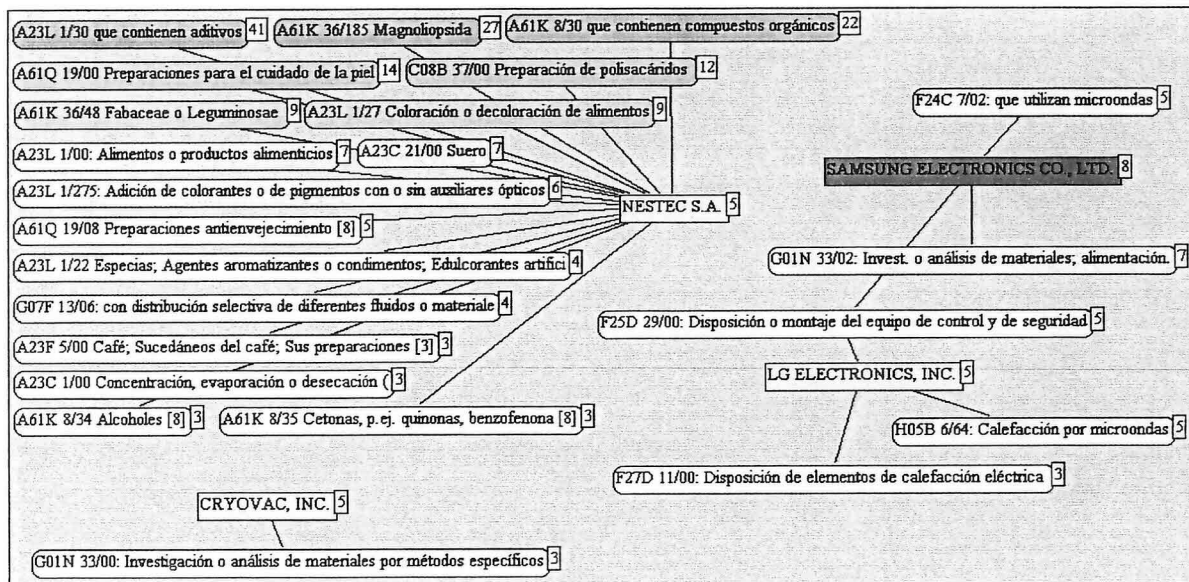 A23L 1/30 que contienen aditivos 41
A61K 36/185 Magnoliopsida 27
A61K 8/30 que contienen compuestos orgánicos 22
A61Q 19/00 Preparaciones para el cuidado de la piel 14
C08B 37/00 Preparación de polisacáridos 12
F24C 7/02: que utilizan microondas 5
A61K 36/48 Fabaceae o Leguminosae 9
A23L 1/27 Coloración o decoloración de alimentos 9
A23L 1/00: Alimentos o productos alimenticios 7
A23C 21/00 Suero 7
SAMSUNG ELECTRONICS CO., LTD. 8
A23L 1/275: Adición de colorantes o de pigmentos con o sin auxiliares ópticos 6
NESTEC S.A. 5
A61Q 19/08 Preparaciones antienvejecimiento [8] 5
A23L 1/22 Especias; Agentes aromatizantes o condimentos; Edulcorantes artifici 4
G01N 33/02: Invest. o análisis de materiales; alimentación. 7
G07F 13/06: con distribución selectiva de diferentes fluidos o materiale 4
F25D 29/00: Disposición o montaje del equipo de control y de seguridad 5
A23F 5/00 Café; Sucedáneos del café; Sus preparaciones [3] 3
LG ELECTRONICS, INC. 5
A23C 1/00 Concentración, evaporación o desecación ( 3
A61K 8/34 Alcoholes [8] 3
A61K 8/35 Cetonas, p.ej. quinonas, benzofenona [8] 3
H05B 6/64: Calefacción por microondas 5
F27D 11/00: Disposición de elementos de calefacción eléctrica 3
CRYOVAC, INC. 5
G01N 33/00: Investigación o análisis de materiales por métodos específicos 3